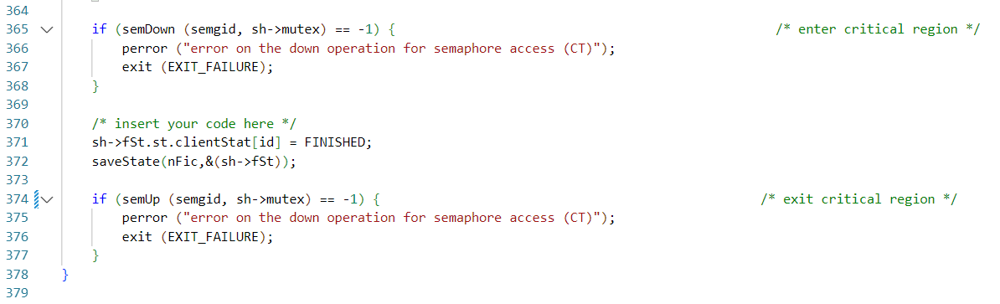 364
365 if (semDown (semgid, sh->mutex) == -1) { /* enter critical region */
366 perror ("error on the down operation for semaphore access (CT)");
367 exit (EXIT_FAILURE);
368 }
369
370 /* insert your code here */
371 sh->fSt.st.clientStat[id] = FINISHED;
372 saveState(nFic,&(sh->fSt));
373
374 if (semUp (semgid, sh->mutex) == -1) { /* exit critical region */
375 perror ("error on the down operation for semaphore access (CT)");
376 exit (EXIT_FAILURE);
377 }
378 }
379